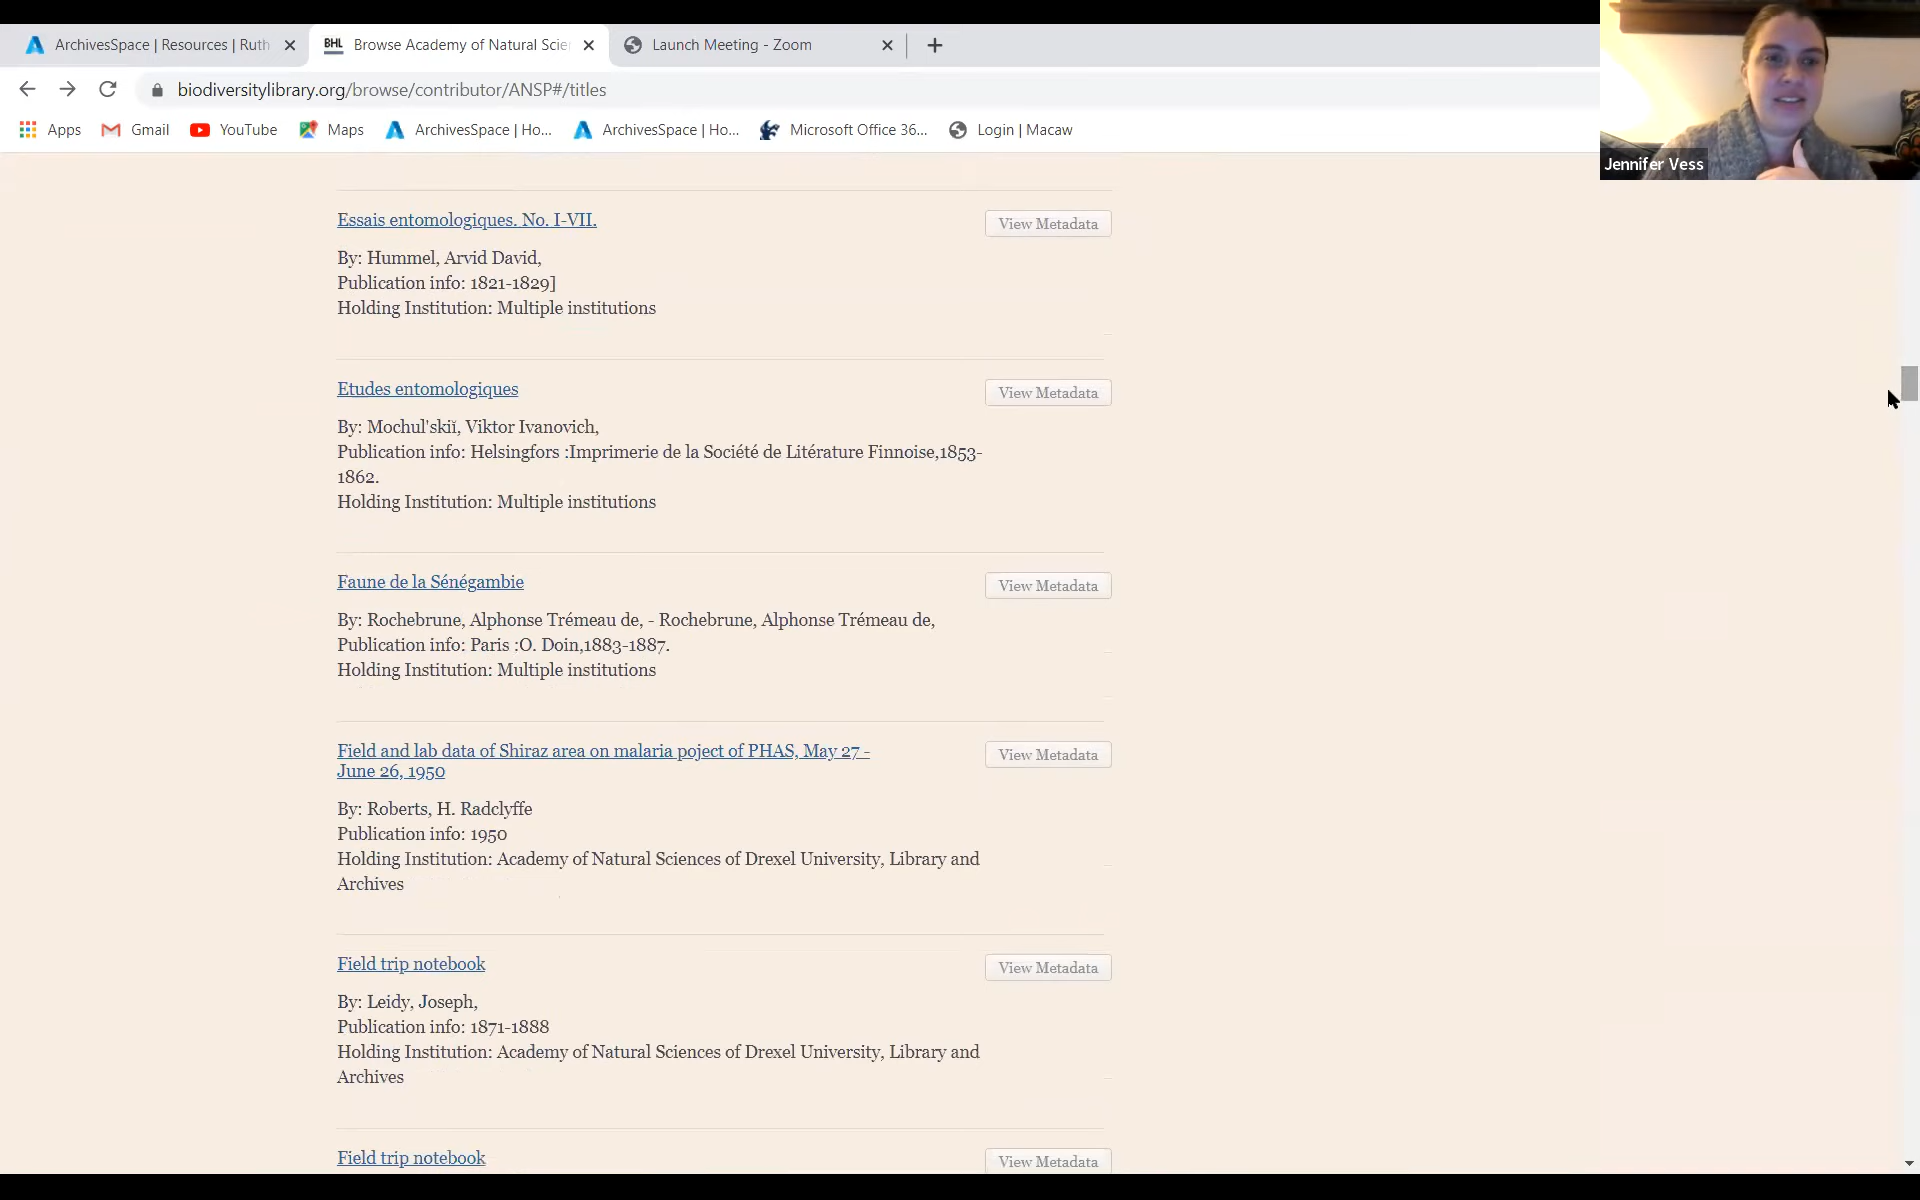 ArchivesSpace | Resources | Ruth
BHL Browse Academy of Natural Scie
Launch Meeting - Zoom
biodiversitylibrary.org/browse/contributor/ANSP#/titles
Apps Gmail YouTube Maps ArchivesSpace | Ho... ArchivesSpace | Ho... Microsoft Office 36... Login | Macaw
Jennifer Vess
Essais entomologiques. No. I-VII.
View Metadata
By: Hummel, Arvid David,
Publication info: 1821-1829]
Holding Institution: Multiple institutions
Etudes entomologiques
View Metadata
By: Mochul'skiĭ, Viktor Ivanovich,
Publication info: Helsingfors :Imprimerie de la Société de Litérature Finnoise,1853-
1862.
Holding Institution: Multiple institutions
Faune de la Sénégambie
View Metadata
By: Rochebrune, Alphonse Trémeau de, - Rochebrune, Alphonse Trémeau de,
Publication info: Paris :O. Doin,1883-1887.
Holding Institution: Multiple institutions
Field and lab data of Shiraz area on malaria poject of PHAS, May 27 -
June 26, 1950
View Metadata
By: Roberts, H. Radclyffe
Publication info: 1950
Holding Institution: Academy of Natural Sciences of Drexel University, Library and
Archives
Field trip notebook
View Metadata
By: Leidy, Joseph,
Publication info: 1871-1888
Holding Institution: Academy of Natural Sciences of Drexel University, Library and
Archives
Field trip notebook
View Metadata